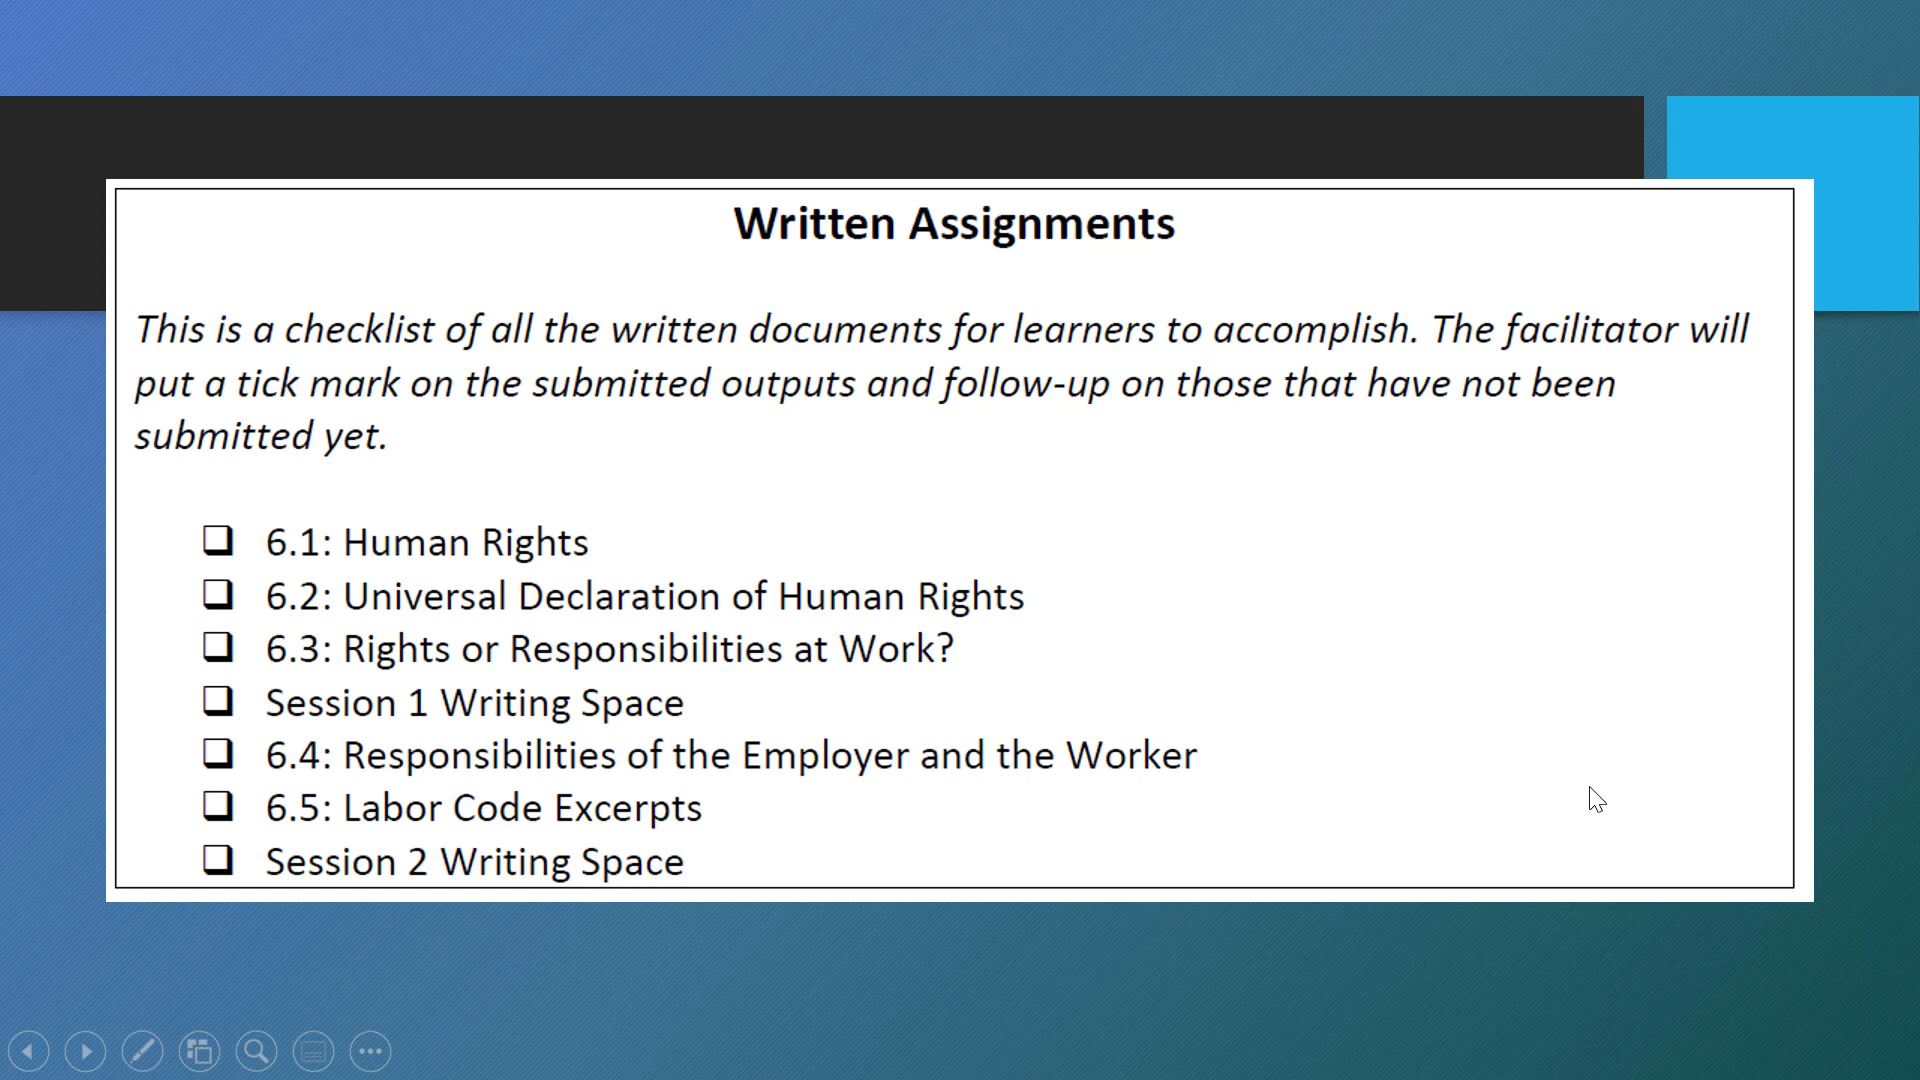 Written Assignments
This is a checklist of all the written documents for learners to accomplish. The facilitator will
put a tick mark on the submitted outputs and follow-up on those that have not been
submitted yet.
❑ 6.1: Human Rights
❑ 6.2: Universal Declaration of Human Rights
❑ 6.3: Rights or Responsibilities at Work?
❑ Session 1 Writing Space
❑ 6.4: Responsibilities of the Employer and the Worker
❑ 6.5: Labor Code Excerpts
❑ Session 2 Writing Space